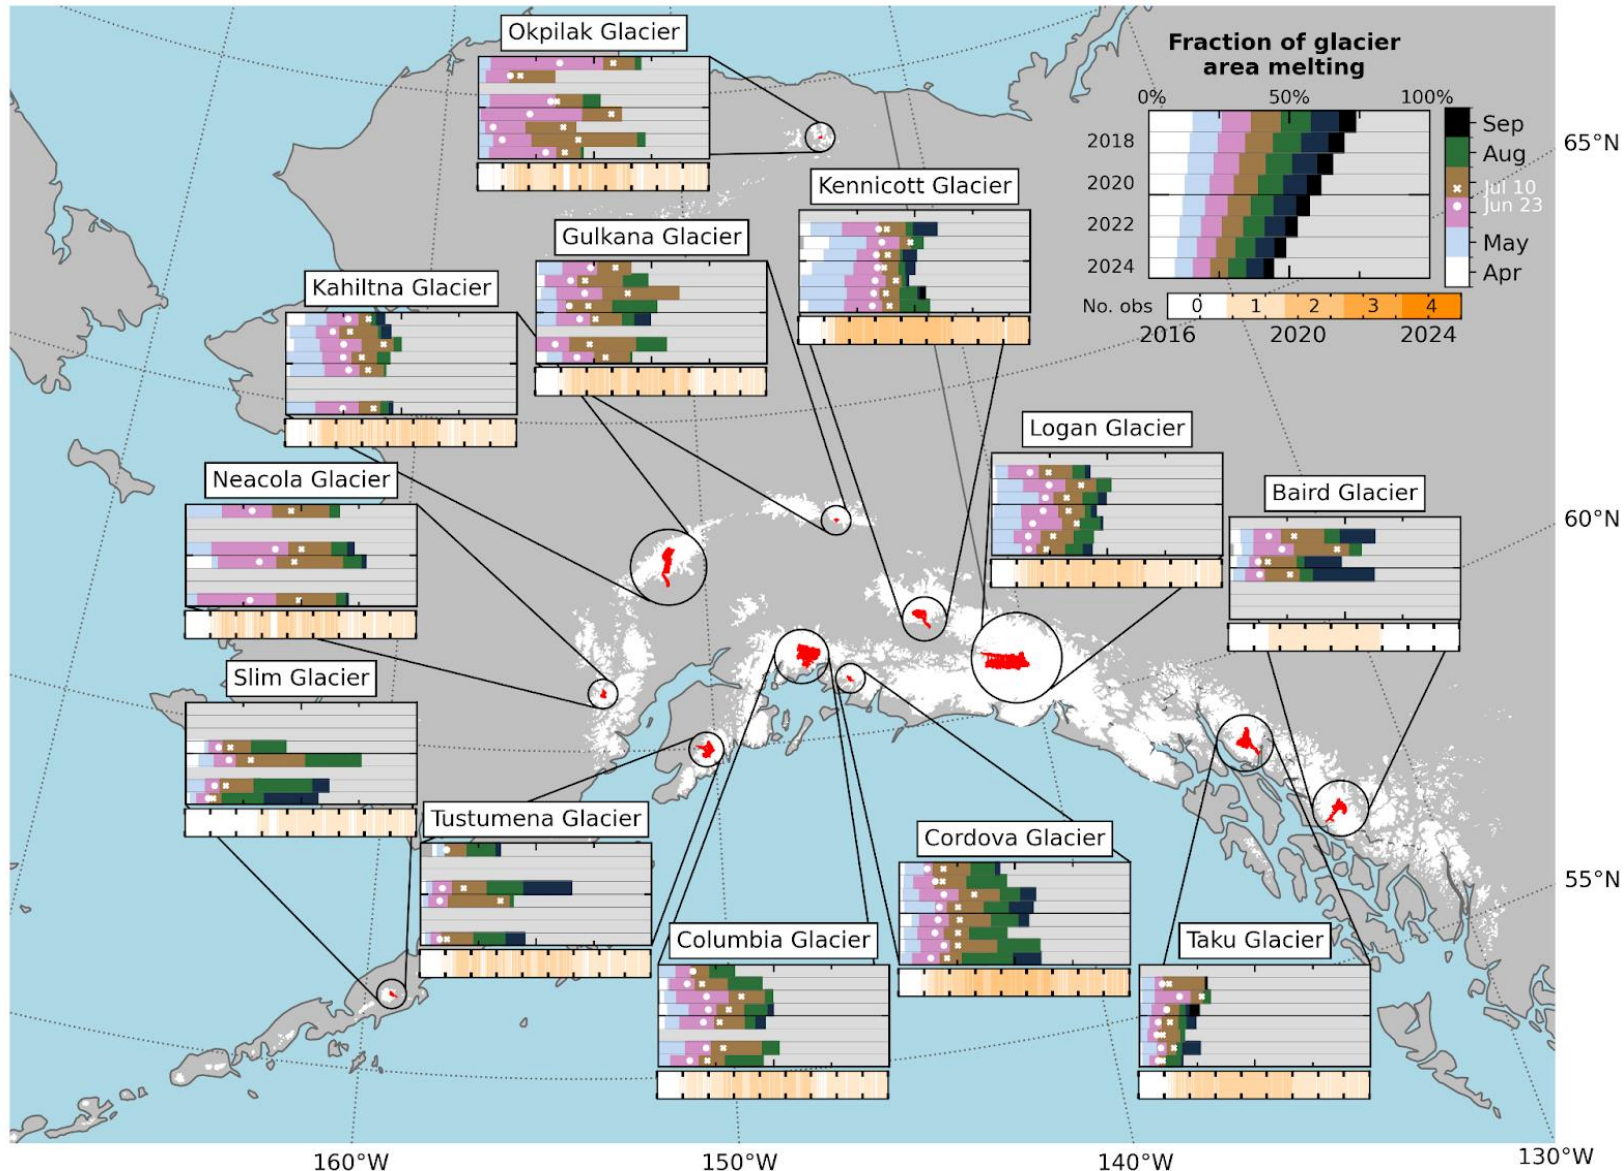 Okpilak Glacier
Fraction of glacier
area melting
0% 50% 100%
2018
2020
2022
2024
Sep
Aug
Jul 10
Jun 23
May
Apr
No. obs 0 1 2 3 4
2016 2020 2024
65°N
Kennicott Glacier
Gulkana Glacier
Kahiltna Glacier
Logan Glacier
Neacola Glacier
Baird Glacier
60°N
Slim Glacier
Tustumena Glacier
Cordova Glacier
55°N
Columbia Glacier
Taku Glacier
160°W 150°W 140°W 130°W